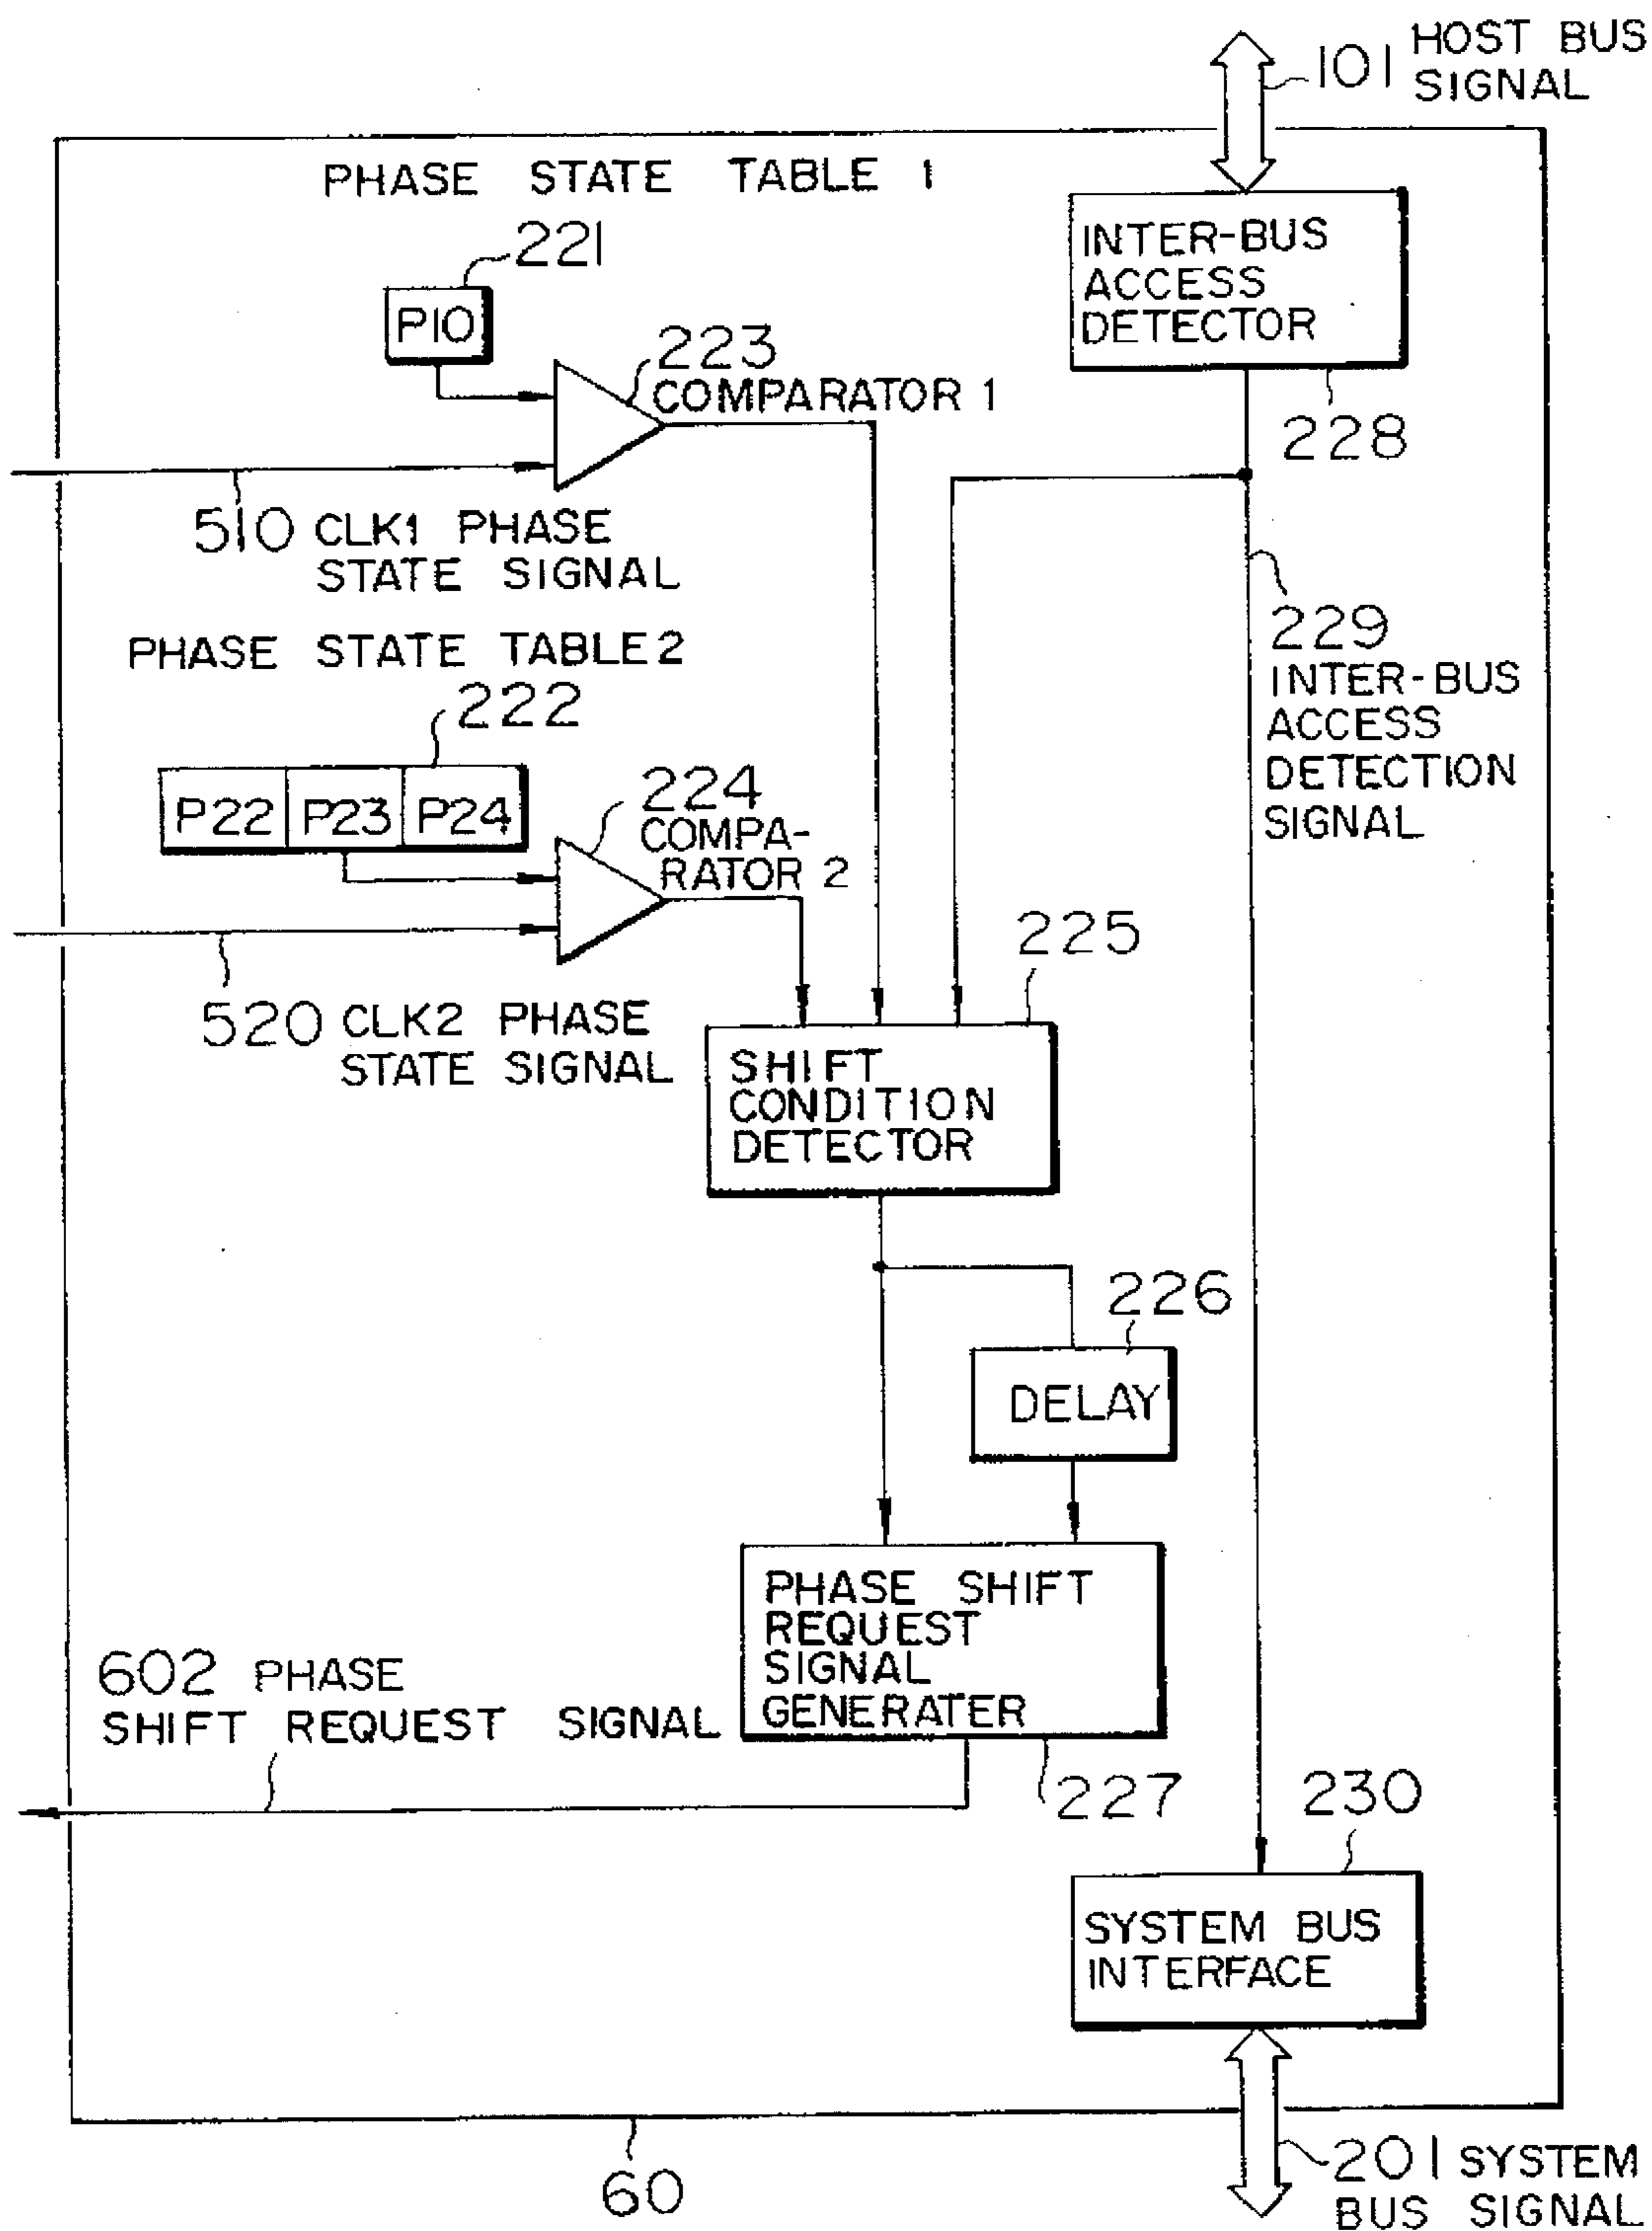 101 HOST BUS
SIGNAL
PHASE STATE TABLE 1
221
P10
INTER-BUS
ACCESS
DETECTOR
223
COMPARATOR 1
228
510 CLK1 PHASE
STATE SIGNAL
229
INTER-BUS
ACCESS
DETECTION
SIGNAL
PHASE STATE TABLE 2
222
P22 P23 P24
224
COMPA-
RATOR 2
225
520 CLK2 PHASE
STATE SIGNAL
SHIFT
CONDITION
DETECTOR
226
DELAY
PHASE SHIFT
REQUEST
SIGNAL
GENERATER
602 PHASE
SHIFT REQUEST SIGNAL
227
230
SYSTEM BUS
INTERFACE
60
201 SYSTEM
BUS SIGNAL